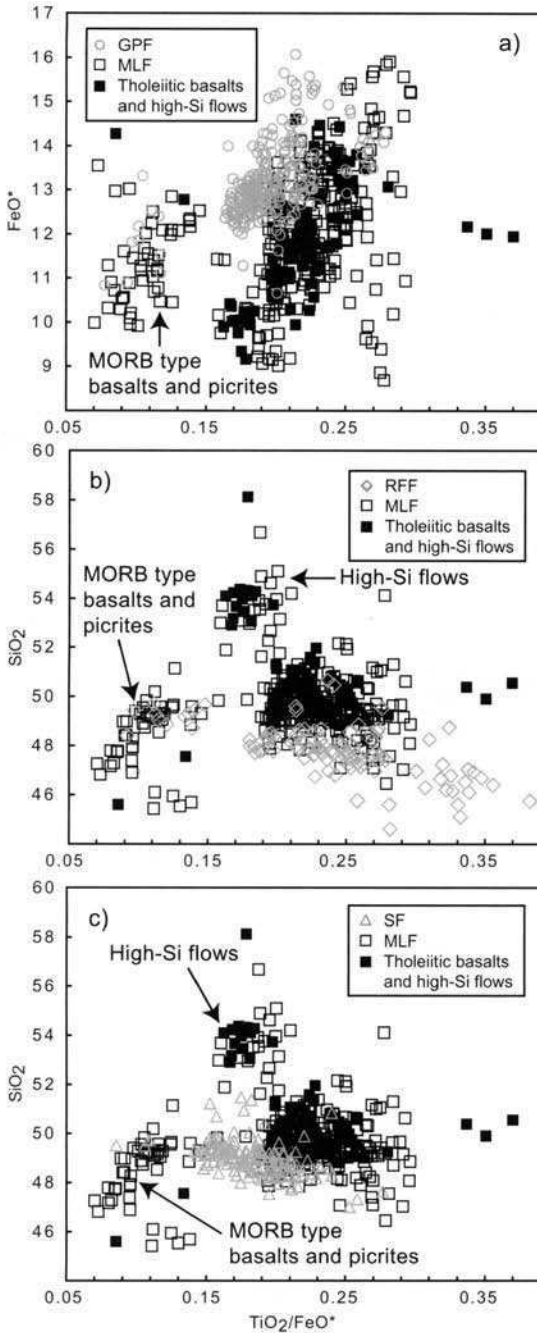 a)
GPF
MLF
Tholeiitic basalts
and high-Si flows
FeO*
17
16
15
14
13
12
11
10
9
MORB type
basalts and picrites
0.05
0.15
0.25
0.35
b)
RFF
MLF
Tholeiitic basalts
and high-Si flows
SiO2
60
58
56
54
52
50
48
46
MORB type
basalts and
picrites
High-Si flows
0.05
0.15
0.25
0.35
c)
SF
MLF
Tholeiitic basalts
and high-Si flows
SiO2
60
58
56
54
52
50
48
46
High-Si flows
MORB type
basalts and picrites
0.05
0.15
0.25
0.35
TiO2/FeO*